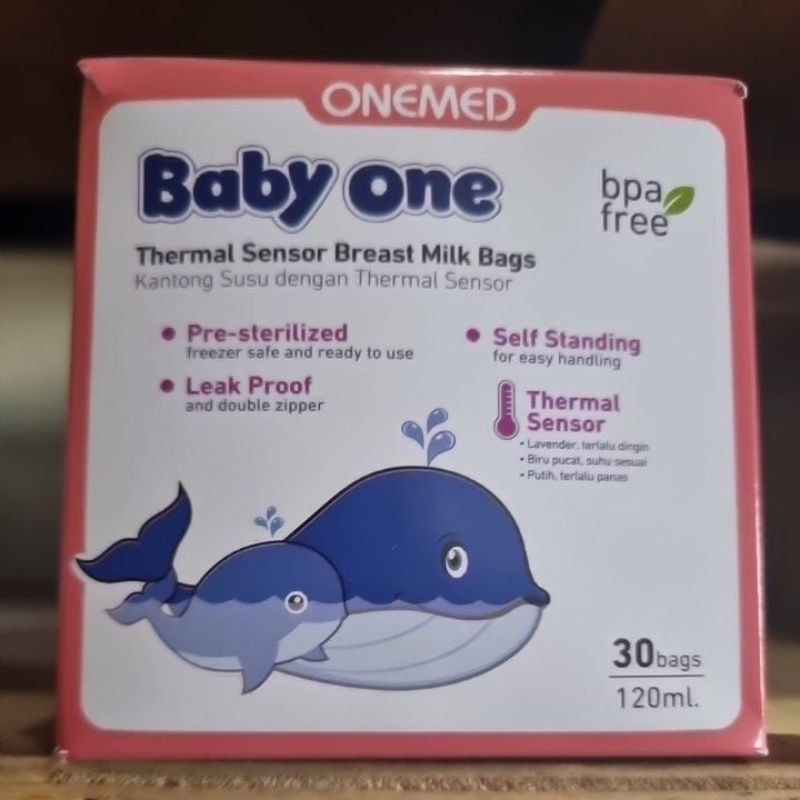 ONEMED
Baby one
bpa
free
Thermal Sensor Breast Milk Bags
Kantong Susu dengan Thermal Sensor
• Pre-sterilized
freezer safe and ready to use
• Leak Proof
and double zipper
• Self Standing
for easy handling
Thermal
Sensor
• Lavender, terlalu dingin
• Biru pucat, suhu sesuai
• Putih, terlalu panas
30 bags
120ml.